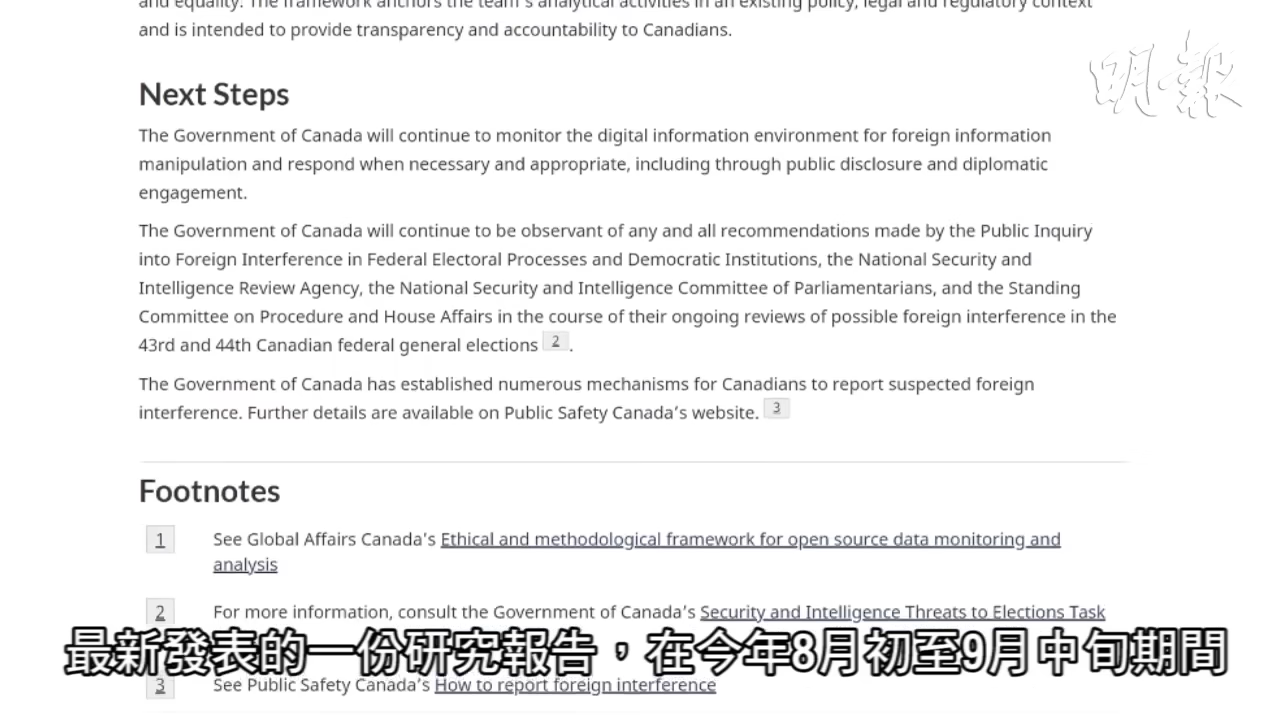 and equality. The framework anchors the team's analytical activities in an existing policy, legal and regulatory context
and is intended to provide transparency and accountability to Canadians.
明報
Next Steps
The Government of Canada will continue to monitor the digital information environment for foreign information
manipulation and respond when necessary and appropriate, including through public disclosure and diplomatic
engagement.
The Government of Canada will continue to be observant of any and all recommendations made by the Public Inquiry
into Foreign Interference in Federal Electoral Processes and Democratic Institutions, the National Security and
Intelligence Review Agency, the National Security and Intelligence Committee of Parliamentarians, and the Standing
Committee on Procedure and House Affairs in the course of their ongoing reviews of possible foreign interference in the
43rd and 44th Canadian federal general elections 2.
The Government of Canada has established numerous mechanisms for Canadians to report suspected foreign
interference. Further details are available on Public Safety Canada's website. 3
Footnotes
1 See Global Affairs Canada's Ethical and methodological framework for open source data monitoring and
analysis
2 For more information, consult the Government of Canada's Security and Intelligence Threats to Elections Task
最新發表的一份研究報告，在今年8月初至9月中旬期間
3 See Public Safety Canada's How to report foreign interference